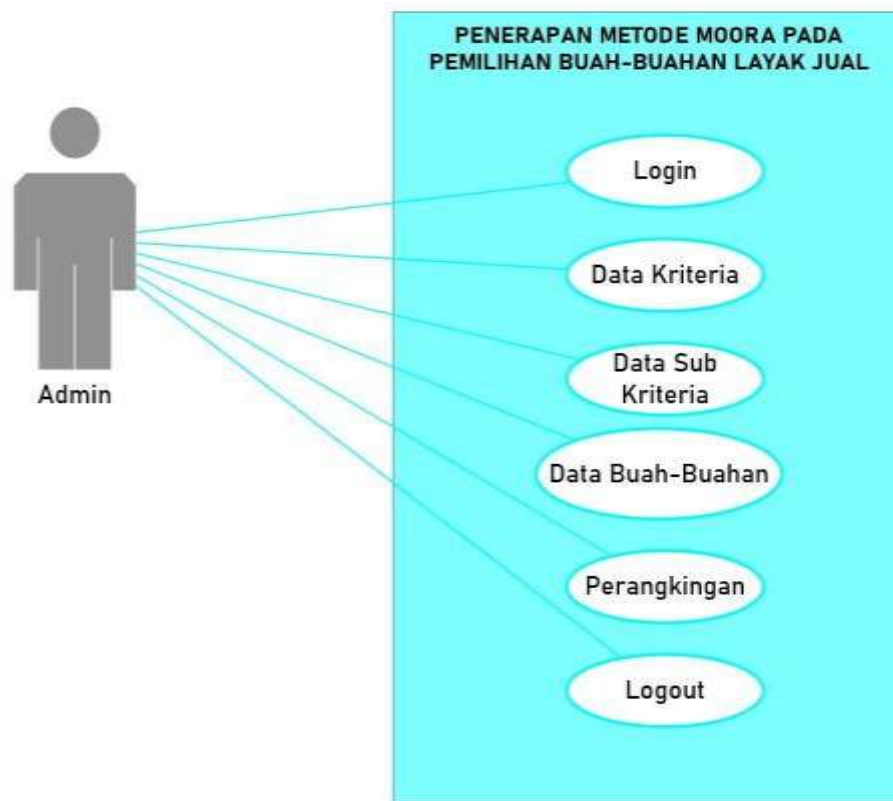 PENERAPAN METODE MOORA PADA
PEMILIHAN BUAH-BUAHAN LAYAK JUAL
Login
Data Kriteria
Data Sub
Kriteria
Admin
Data Buah-Buahan
Perangkingan
Logout